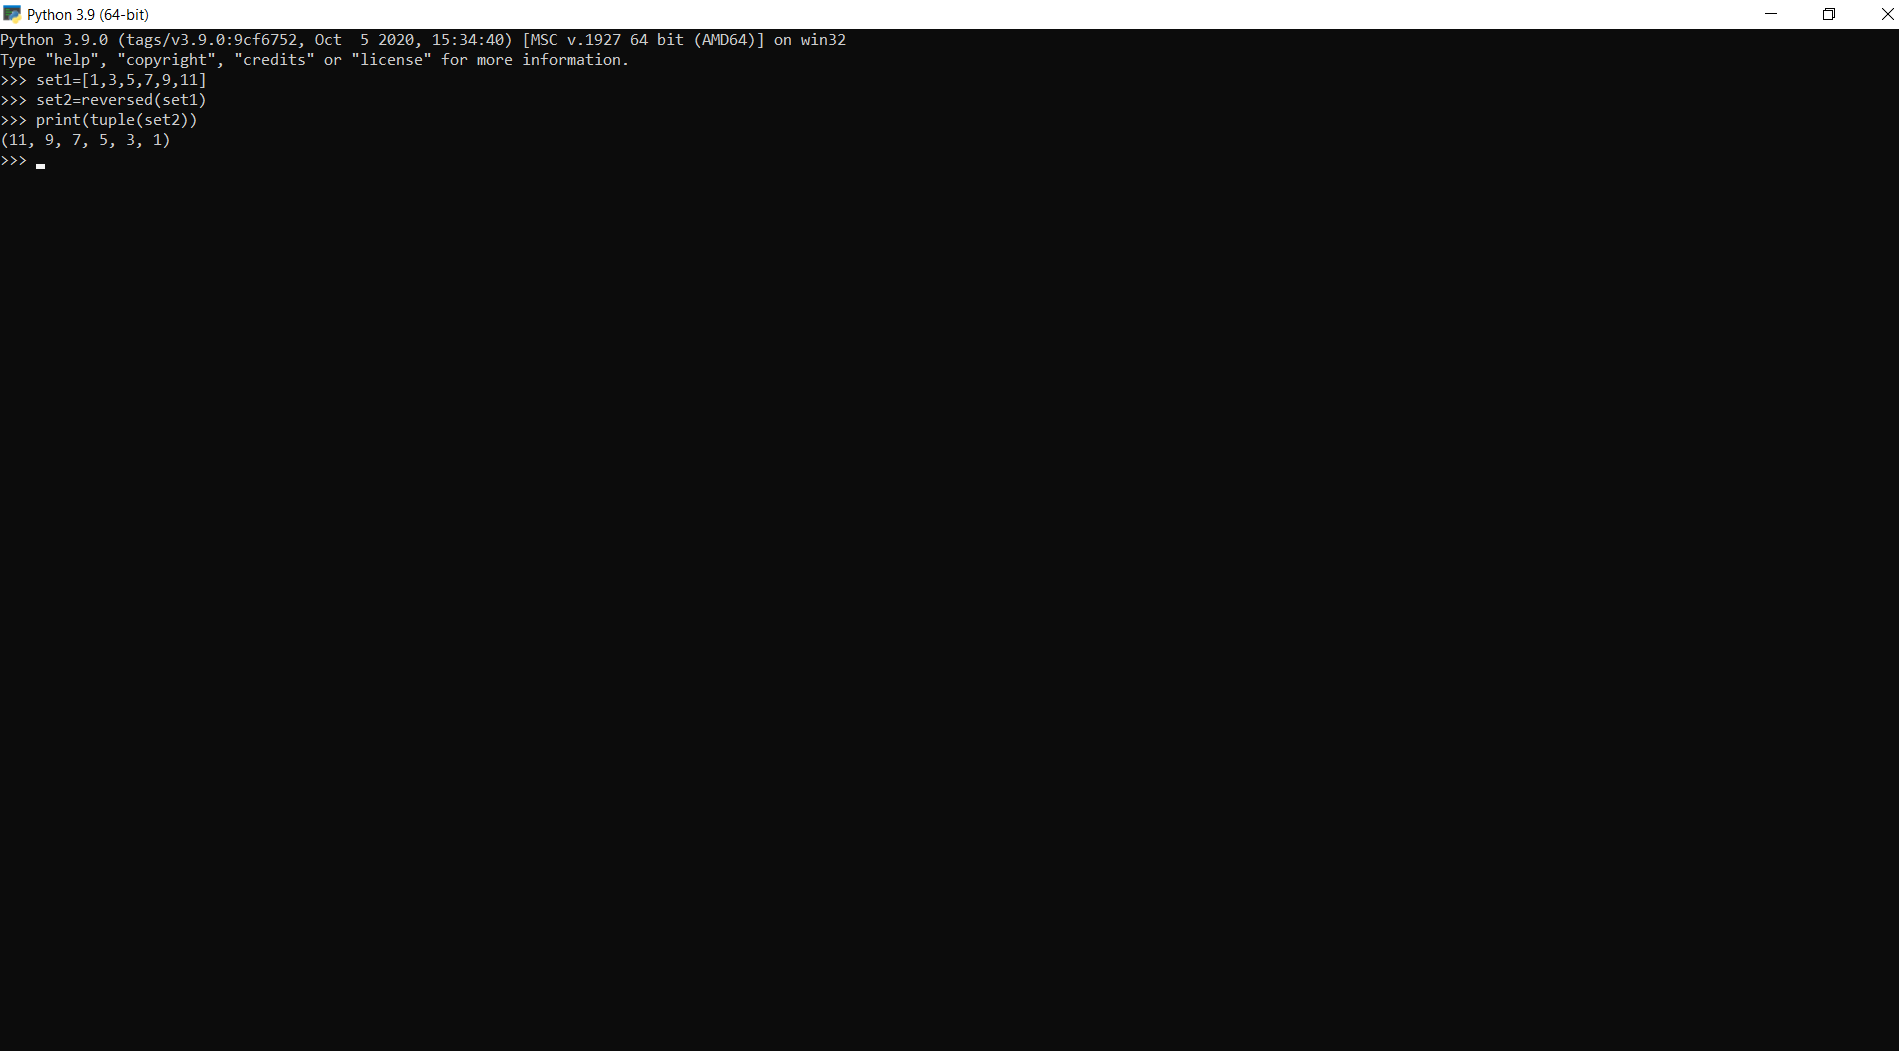 Python 3.9 (64-bit)
Python 3.9.0 (tags/v3.9.0:9cf6752, Oct  5 2020, 15:34:40) [MSC v.1927 64 bit (AMD64)] on win32
Type "help", "copyright", "credits" or "license" for more information.
>>> set1=[1,3,5,7,9,11]
>>> set2=reversed(set1)
>>> print(tuple(set2))
(11, 9, 7, 5, 3, 1)
>>>